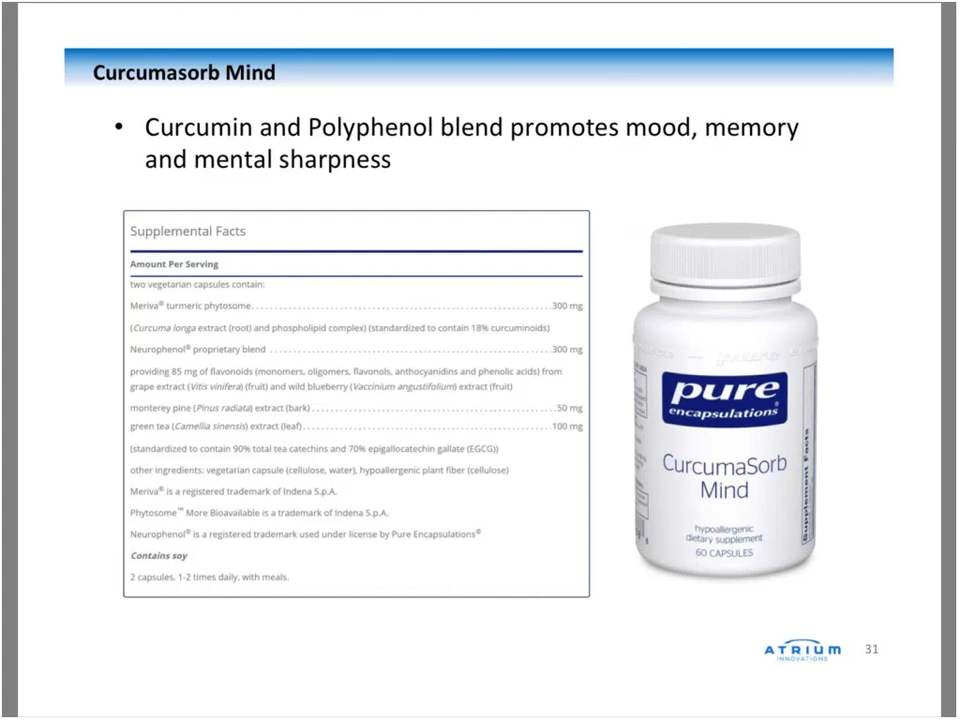 Curcumasorb Mind
• Curcumin and Polyphenol blend promotes mood, memory
and mental sharpness
Supplemental Facts
Amount Per Serving
two vegetarian capsules contain:
Meriva® turmeric phytosome. . . . . . . . . . . . . . . . . . . . . . . . . . . . . . . . . . . . . . . . . . . . . . . . . . . . . . . . . . . . . . . . . 300 mg
(Curcuma longa extract (root) and phospholipid complex) (standardized to contain 18% curcuminoids)
Neurophenol® proprietary blend . . . . . . . . . . . . . . . . . . . . . . . . . . . . . . . . . . . . . . . . . . . . . . . . . . . . . . . . . . . . . 300 mg
providing 85 mg of flavonoids (monomers, oligomers, flavonols, anthocyanidins and phenolic acids) from
grape extract (Vitis vinifera) (fruit) and wild blueberry (Vaccinium angustifolium) extract (fruit)
monterey pine (Pinus radiata) extract (bark) . . . . . . . . . . . . . . . . . . . . . . . . . . . . . . . . . . . . . . . . . . . . . . . . . . . . 50 mg
green tea (Camellia sinensis) extract (leaf) . . . . . . . . . . . . . . . . . . . . . . . . . . . . . . . . . . . . . . . . . . . . . . . . . . . . . 100 mg
(standardized to contain 90% total tea catechins and 70% epigallocatechin gallate (EGCG))
other ingredients: vegetarian capsule (cellulose, water), hypoallergenic plant fiber (cellulose)
Meriva® is a registered trademark of Indena S.p.A.
Phytosome™ More Bioavailable is a trademark of Indena S.p.A.
Neurophenol® is a registered trademark used under license by Pure Encapsulations®
Contains soy
2 capsules, 1-2 times daily, with meals.
pure
encapsulations®
CurcumaSorb
Mind
hypoallergenic
dietary supplement
60 CAPSULES
Supplement Facts
ATRIUM
INNOVATIONS
31